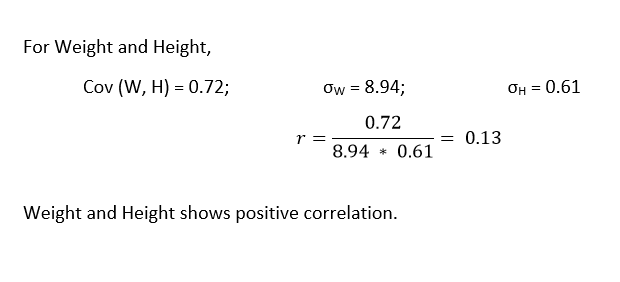 For Weight and Height,
Cov (W, H) = 0.72; σW = 8.94; σH = 0.61
r = 0.72 / 8.94 * 0.61 = 0.13
Weight and Height shows positive correlation.